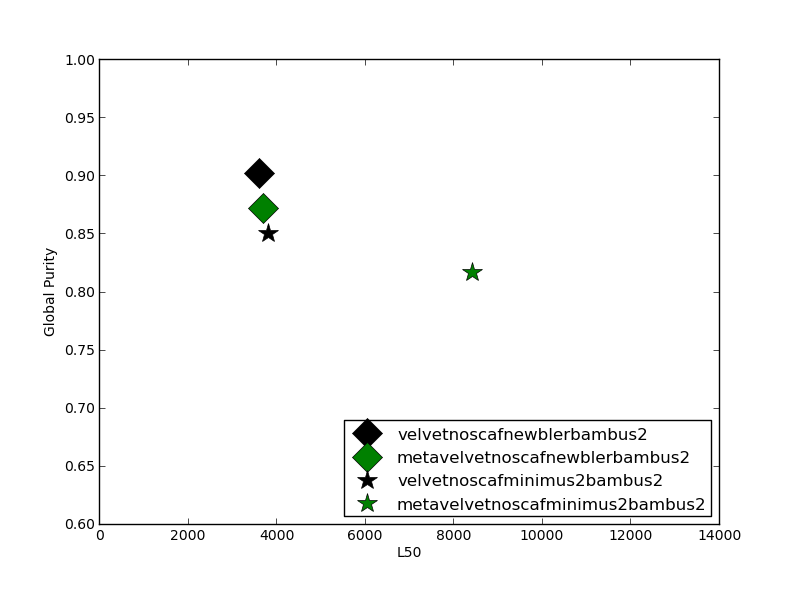 1.00
0.95
0.90
0.85
0.80
0.75
0.70
0.65
0.60
Global Purity
velvetnoscafnewblerbambus2
metavelvetnoscafnewblerbambus2
velvetnoscafminimus2bambus2
metavelvetnoscafminimus2bambus2
0 2000 4000 6000 8000 10000 12000 14000
L50